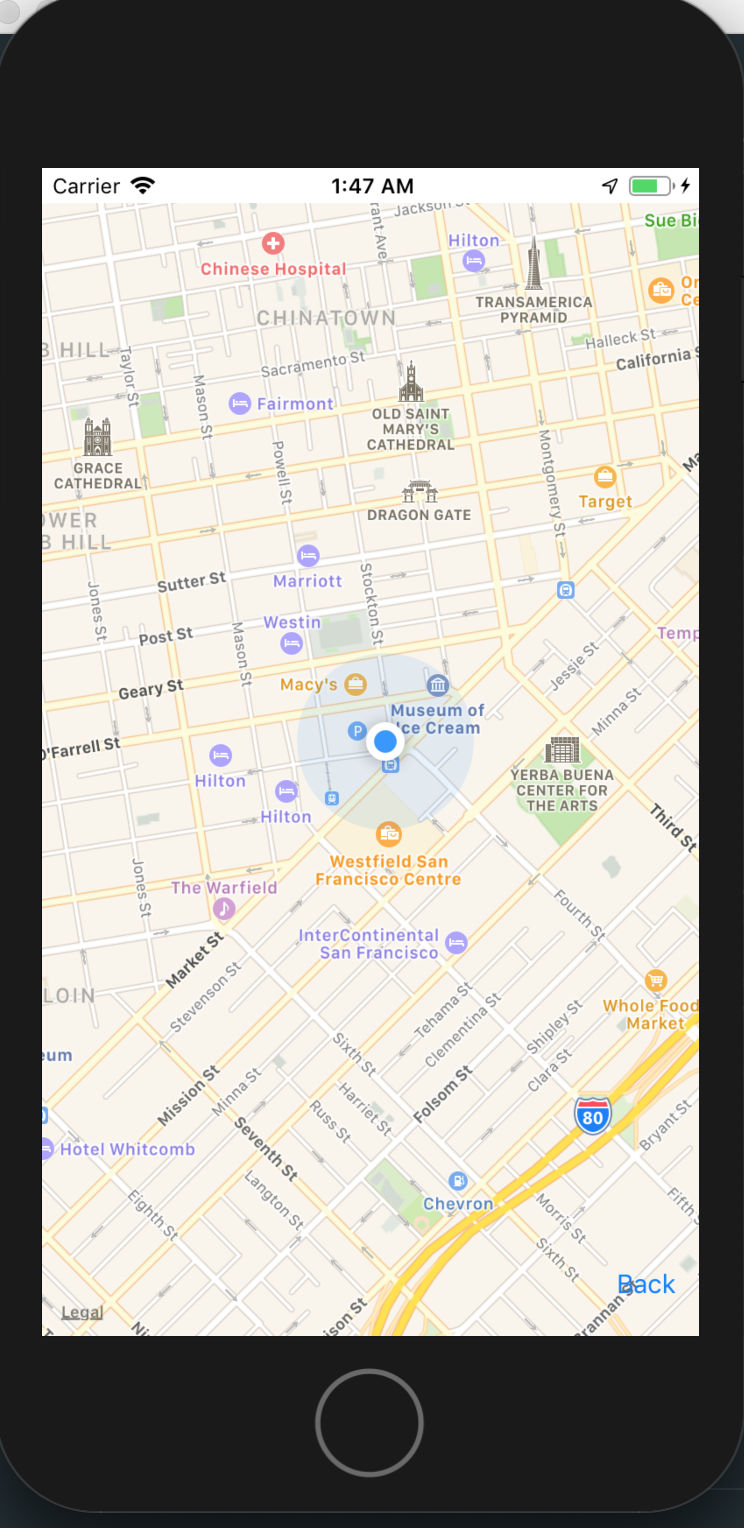 Carrier
1:47 AM
Jackson St
rant Ave
Sue Bi
Hilton
Chinese Hospital
TRANSAMERICA
PYRAMID
Or
Ce
CHINATOWN
Halleck St
B HILL
California S
Taylor St
Sacramento St
Mason St
Fairmont
OLD SAINT
MARY'S
CATHEDRAL
GRACE
CATHEDRAL
Powell St
Montgomery St
Ma
Target
DRAGON GATE
OWER
B HILL
Marriott
Sutter St
Stockton St
Jones St
Westin
Post St
Mason St
Temp
Jessie St
Geary St
Macy's
Minna St
Museum of
Ice Cream
P
O'Farrell St
Hilton
YERBA BUENA
CENTER FOR
THE ARTS
Hilton
Third St
Westfield San
Francisco Centre
Jones St
The Warfield
Fourth St
InterContinental
San Francisco
Market St
LOIN
Stevenson St
Whole Food
Market
Tehama St
Clementina St
Shipley St
Sixth St
Clara St
eum
Mission St
Minna St
Harriet St
Folsom St
Russ St
80
Bryant St
Seventh St
Hotel Whitcomb
Langton St
Chevron
Eighth St
Morris St
Fifth
Sixth St
Back
Legal
ison St
Brannan St
Ni